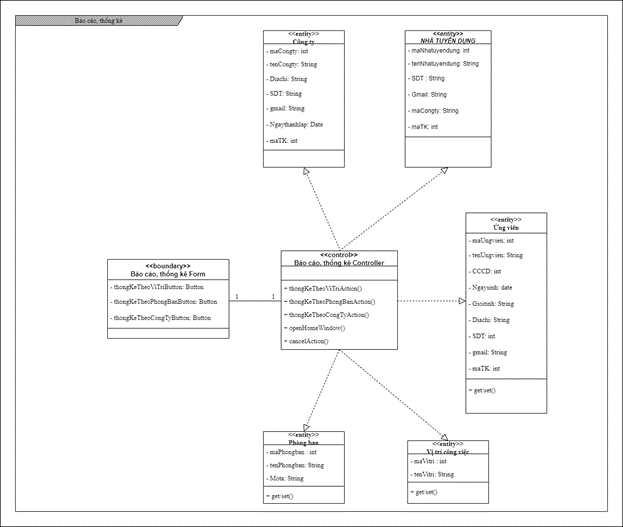 Báo cáo, thống kê
<<entity>>
Công ty
- maCongty: int
- tenCongty: String
- Diachi: String
- SDT: String
- gmail: String
- Ngaythanhlap: Date
- maTK: int
<<entity>>
NHÀ TUYỂN DỤNG
- maNhatuyendung: int
- tenNhatuyendung: String
- SDT : String
- Gmail: String
- maCongty: String
- maTK: int
<<entity>>
Ứng viên
- maUngvien: int
- tenUngvien: String
- CCCD: int
- Ngaysinh: date
- Gioitinh: String
- Diachi: String
- SDT: int
- gmail: String
- maTK: int
+ get/set()
<<boundary>>
Báo cáo, thống kê Form
- thongKeTheoViTriButton: Button
- thongKeTheoPhongBanButton: Button
- thongKeTheoCongTyButton: Button
1
1
<<control>>
Báo cáo, thống kê Controller
+ thongKeTheoViTriAction()
+ thongKeTheoPhongBanAction()
+ thongKeTheoCongTyAction()
+ openHomeWindow()
+ cancelAction()
<<entity>>
Phòng ban
- maPhongban : int
- tenPhongban: String
- Mota: String
+ get/set()
<<entity>>
Vị trí công việc
- maVitri : int
- tenVitri: String
+ get/set()